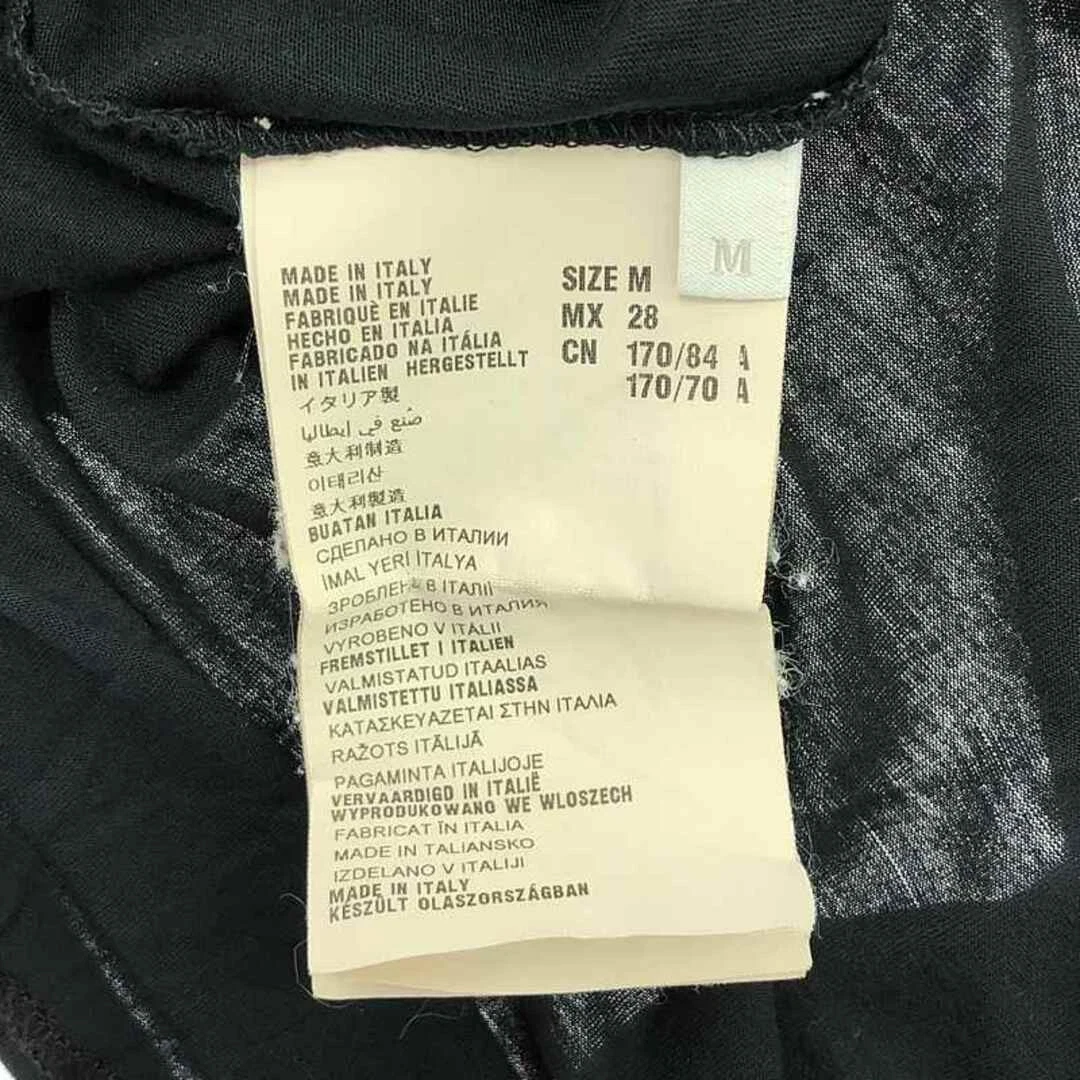 MADE IN ITALY
MADE IN ITALY
FABRIQUÈ EN ITALIE
HECHO EN ITALIA
FABRICADO NA ITÁLIA
IN ITALIEN HERGESTELLT
イタリア製
صُنع في إيطاليا
意大利制造
이태리산
意大利製造
BUATAN ITALIA
СДЕЛАНО В ИТАЛИИ
İMAL YERİ İTALYA
ЗРОБЛЕНО В ІТАЛІЇ
ИЗРАБОТЕНО В ИТАЛИЯ
VYROBENO V ITÁLII
FREMSTILLET I ITALIEN
VALMISTATUD ITAALIAS
VALMISTETTU ITALIASSA
ΚΑΤΑΣΚΕΥΑΖΕΤΑΙ ΣΤΗΝ ΙΤΑΛΙΑ
RAŽOTS ITĀLIJĀ
PAGAMINTA ITALIJOJE
VERVAARDIGD IN ITALIË
WYPRODUKOWANO WE WLOSZECH
FABRICAT ÎN ITALIA
MADE IN TALIANSKO
IZDELANO V ITALIJI
MADE IN ITALY
KÉSZÜLT OLASZORSZÁGBAN
SIZE M
MX 28
CN 170/84 A
170/70 A
M